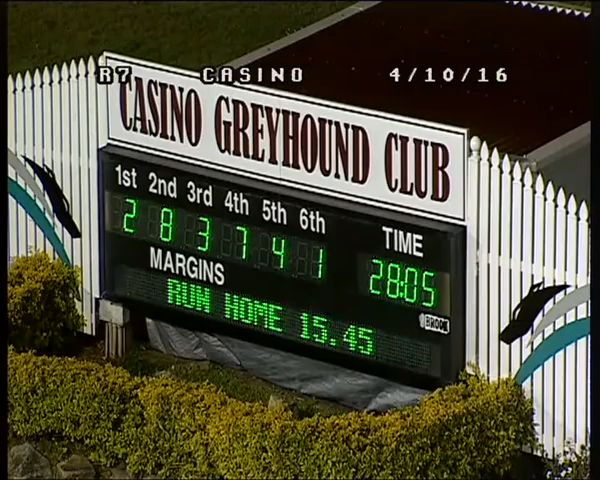 R7 CASINO 4/10/16
CASINO GREYHOUND CLUB
1st 2nd 3rd 4th 5th 6th TIME
2 8 3 7 4 1 28:05
MARGINS
RUN HOME 15.45
BROOK